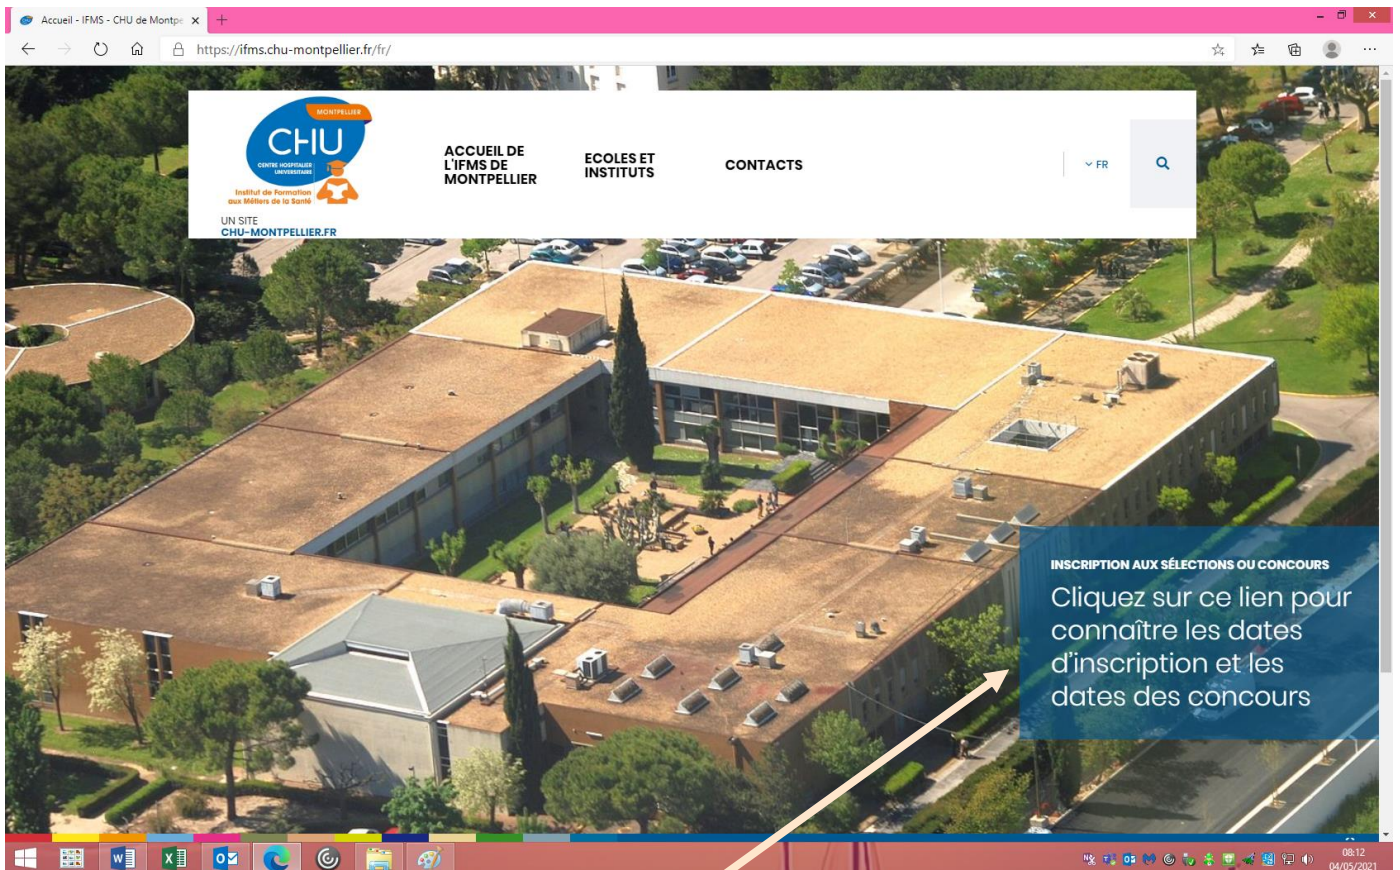 Accueil - IFMS - CHU de Montpe
https://ifms.chu-montpellier.fr/fr/
MONTPELLIER
CHU
CENTRE HOSPITALIER
UNIVERSITAIRE
Institut de Formation
aux Métiers de la Santé
UN SITE
CHU-MONTPELLIER.FR
ACCUEIL DE
L'IFMS DE
MONTPELLIER
ECOLES ET
INSTITUTS
CONTACTS
FR
INSCRIPTION AUX SÉLECTIONS OU CONCOURS
Cliquez sur ce lien pour
connaître les dates
d'inscription et les
dates des concours
08:12
04/05/2021